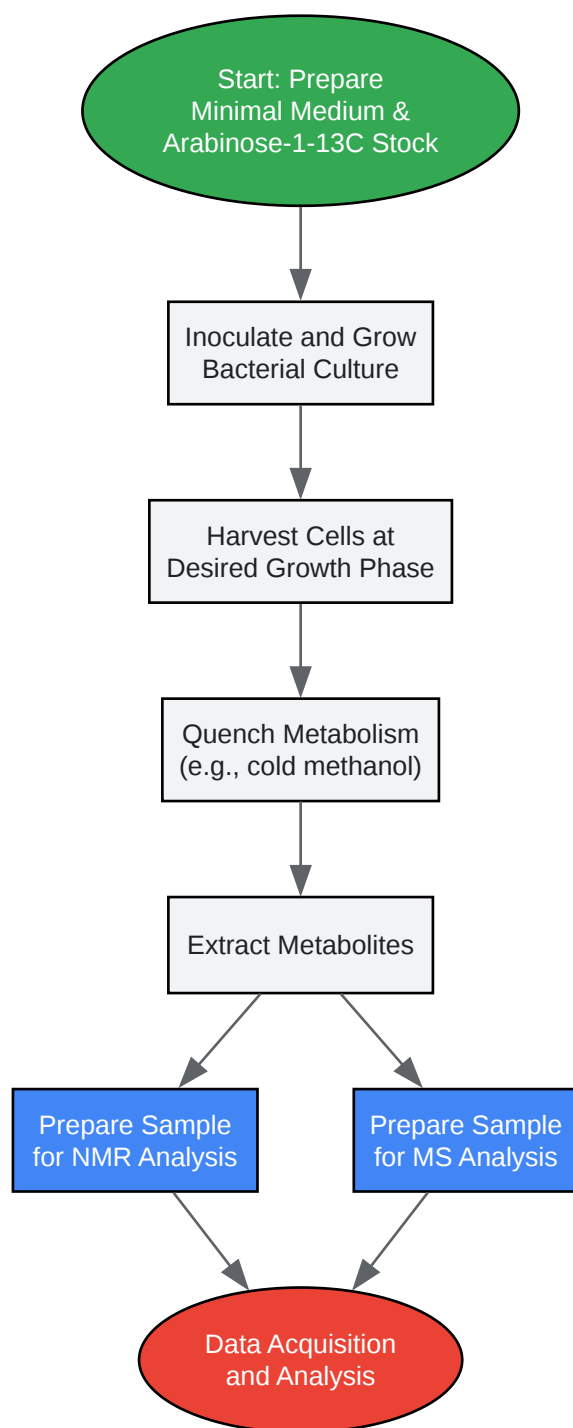 Start: Prepare
Minimal Medium &
Arabinose-1-13C Stock
Inoculate and Grow
Bacterial Culture
Harvest Cells at
Desired Growth Phase
Quench Metabolism
(e.g., cold methanol)
Extract Metabolites
Prepare Sample
for NMR Analysis
Prepare Sample
for MS Analysis
Data Acquisition
and Analysis